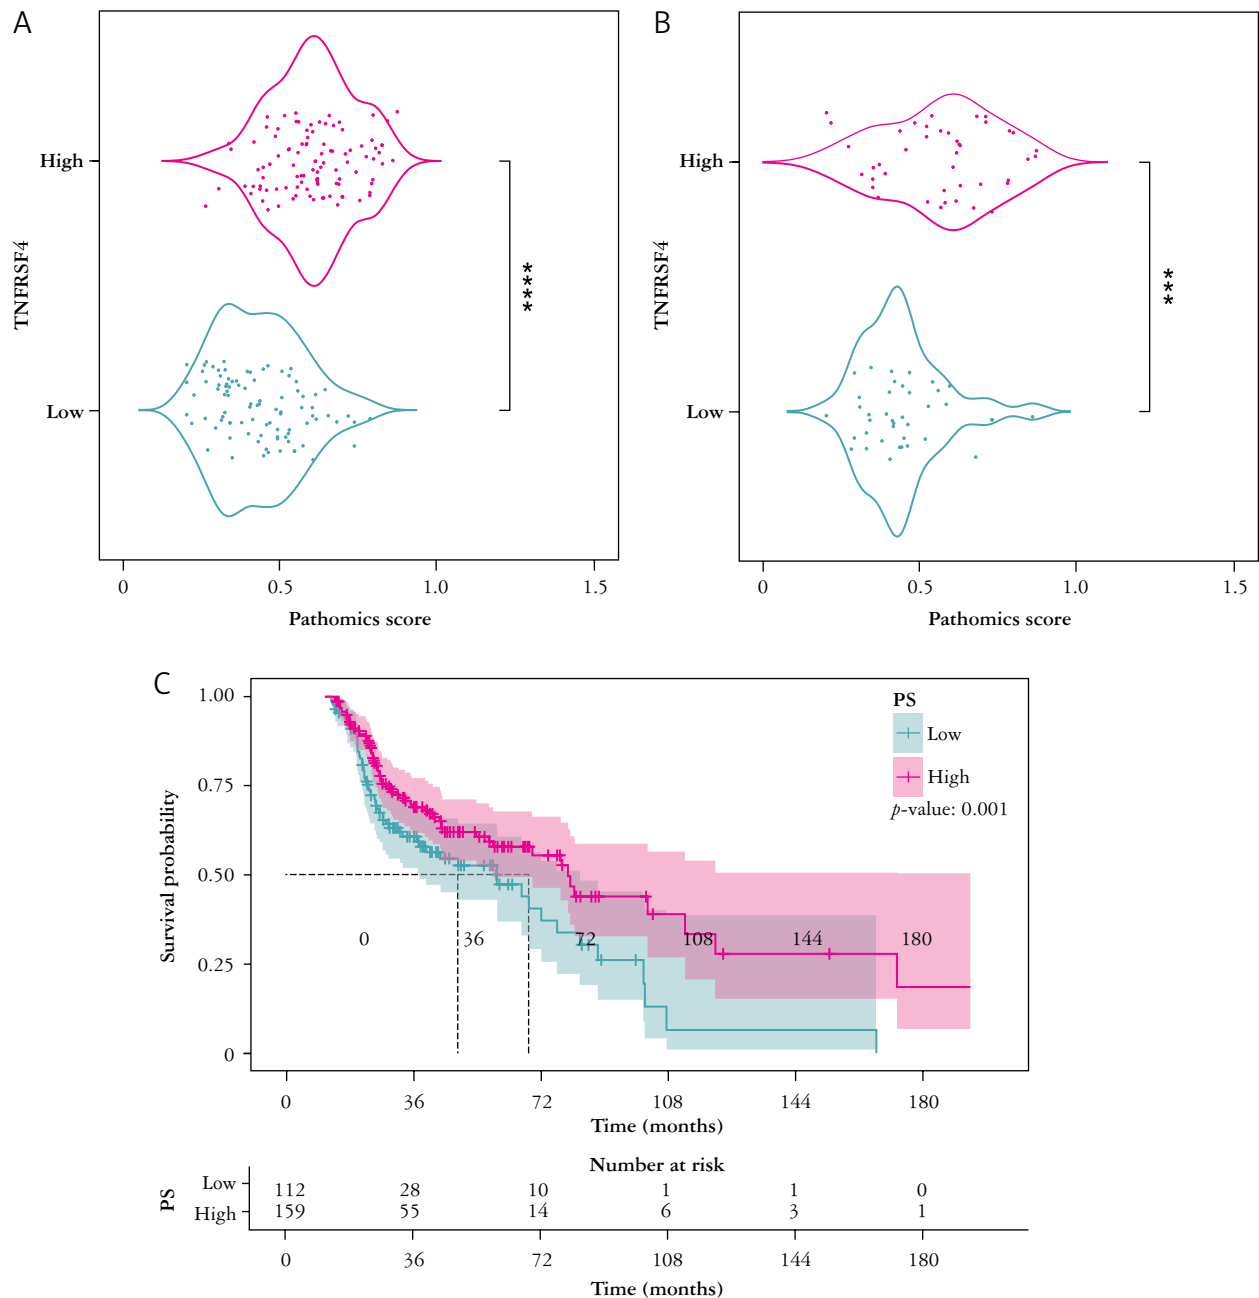 A
High
TNFRSF4
****
Low
0 0.5 1.0 1.5
Pathomics score
B
High
TNFRSF4
***
Low
0 0.5 1.0 1.5
Pathomics score
C
1.00
0.75
0.50
0.25
0
Survival probability
PS
Low
High
p-value: 0.001
0 36 72 108 144 180
0 36 72 108 144 180
Time (months)
Number at risk
PS
Low 112 28 10 1 1 0
High 159 55 14 6 3 1
0 36 72 108 144 180
Time (months)